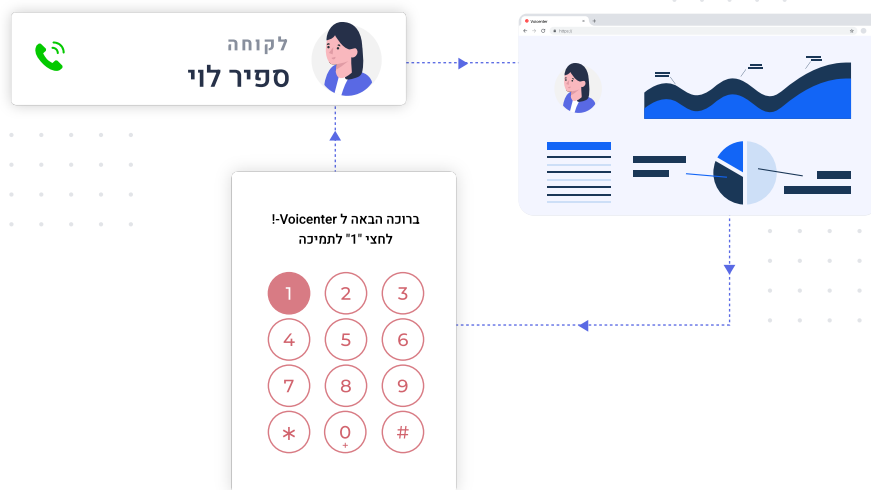 לקוחה
ספיר לוי
Voicenter
https://
ברוכה הבאה ל Voicenter-!
לחצי "1" לתמיכה
1 2 3
4 5 6
7 8 9
* 0 #
+